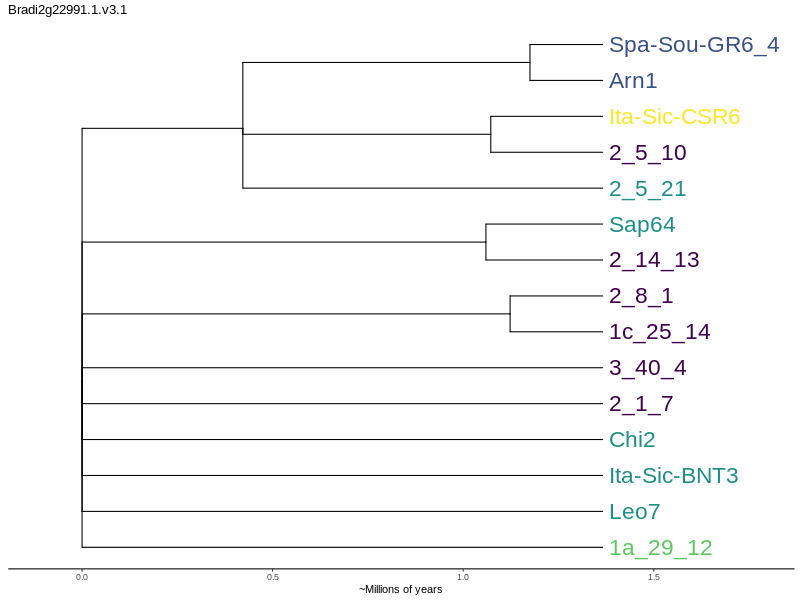 Bradi2g22991.1.v3.1
Spa-Sou-GR6_4
Arn1
Ita-Sic-CSR6
2_5_10
2_5_21
Sap64
2_14_13
2_8_1
1c_25_14
3_40_4
2_1_7
Chi2
Ita-Sic-BNT3
Leo7
1a_29_12
0.0 0.5 1.0 1.5
~Millions of years